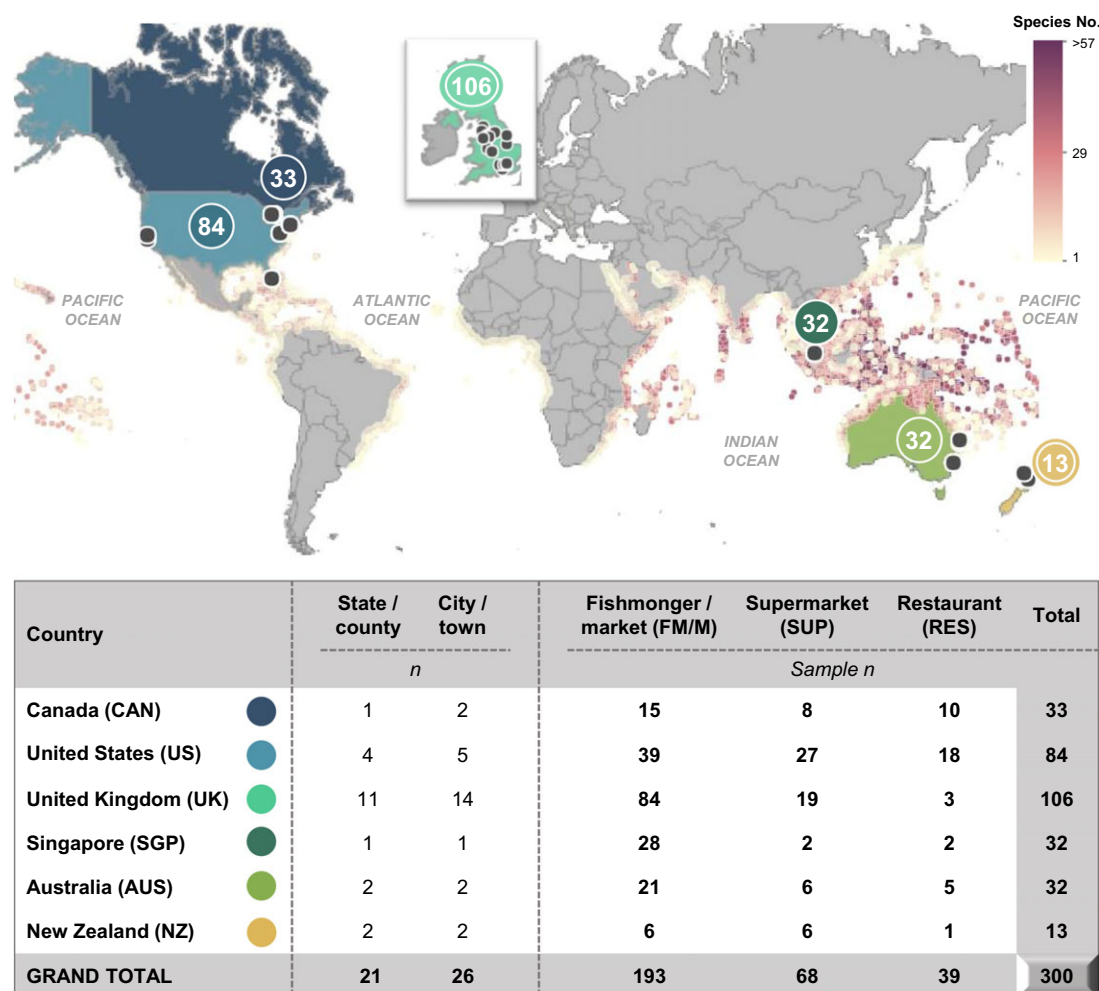 Species No.
>57
29
1
106
33
84
32
32
13
PACIFIC
OCEAN
ATLANTIC
OCEAN
INDIAN
OCEAN
PACIFIC
OCEAN
Country
State /
county
City /
town
Fishmonger /
market (FM/M)
Supermarket
(SUP)
Restaurant
(RES)
Total
n
Sample n
Canada (CAN) 1 2 15 8 10 33
United States (US) 4 5 39 27 18 84
United Kingdom (UK) 11 14 84 19 3 106
Singapore (SGP) 1 1 28 2 2 32
Australia (AUS) 2 2 21 6 5 32
New Zealand (NZ) 2 2 6 6 1 13
GRAND TOTAL 21 26 193 68 39 300